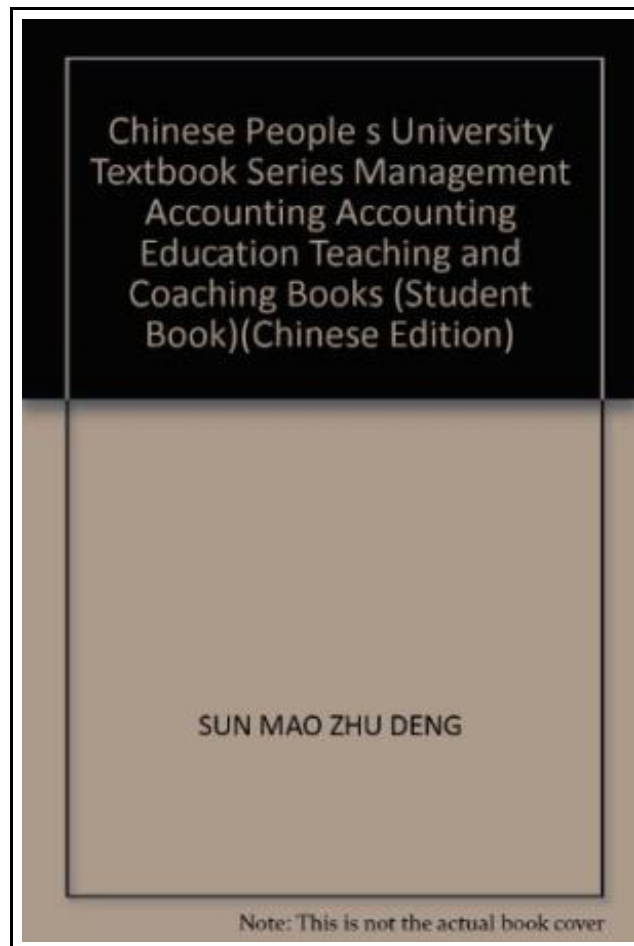 Chinese People s University
Textbook Series Management
Accounting Accounting
Education Teaching and
Coaching Books (Student
Book)(Chinese Edition)
SUN MAO ZHU DENG
Note: This is not the actual book cover